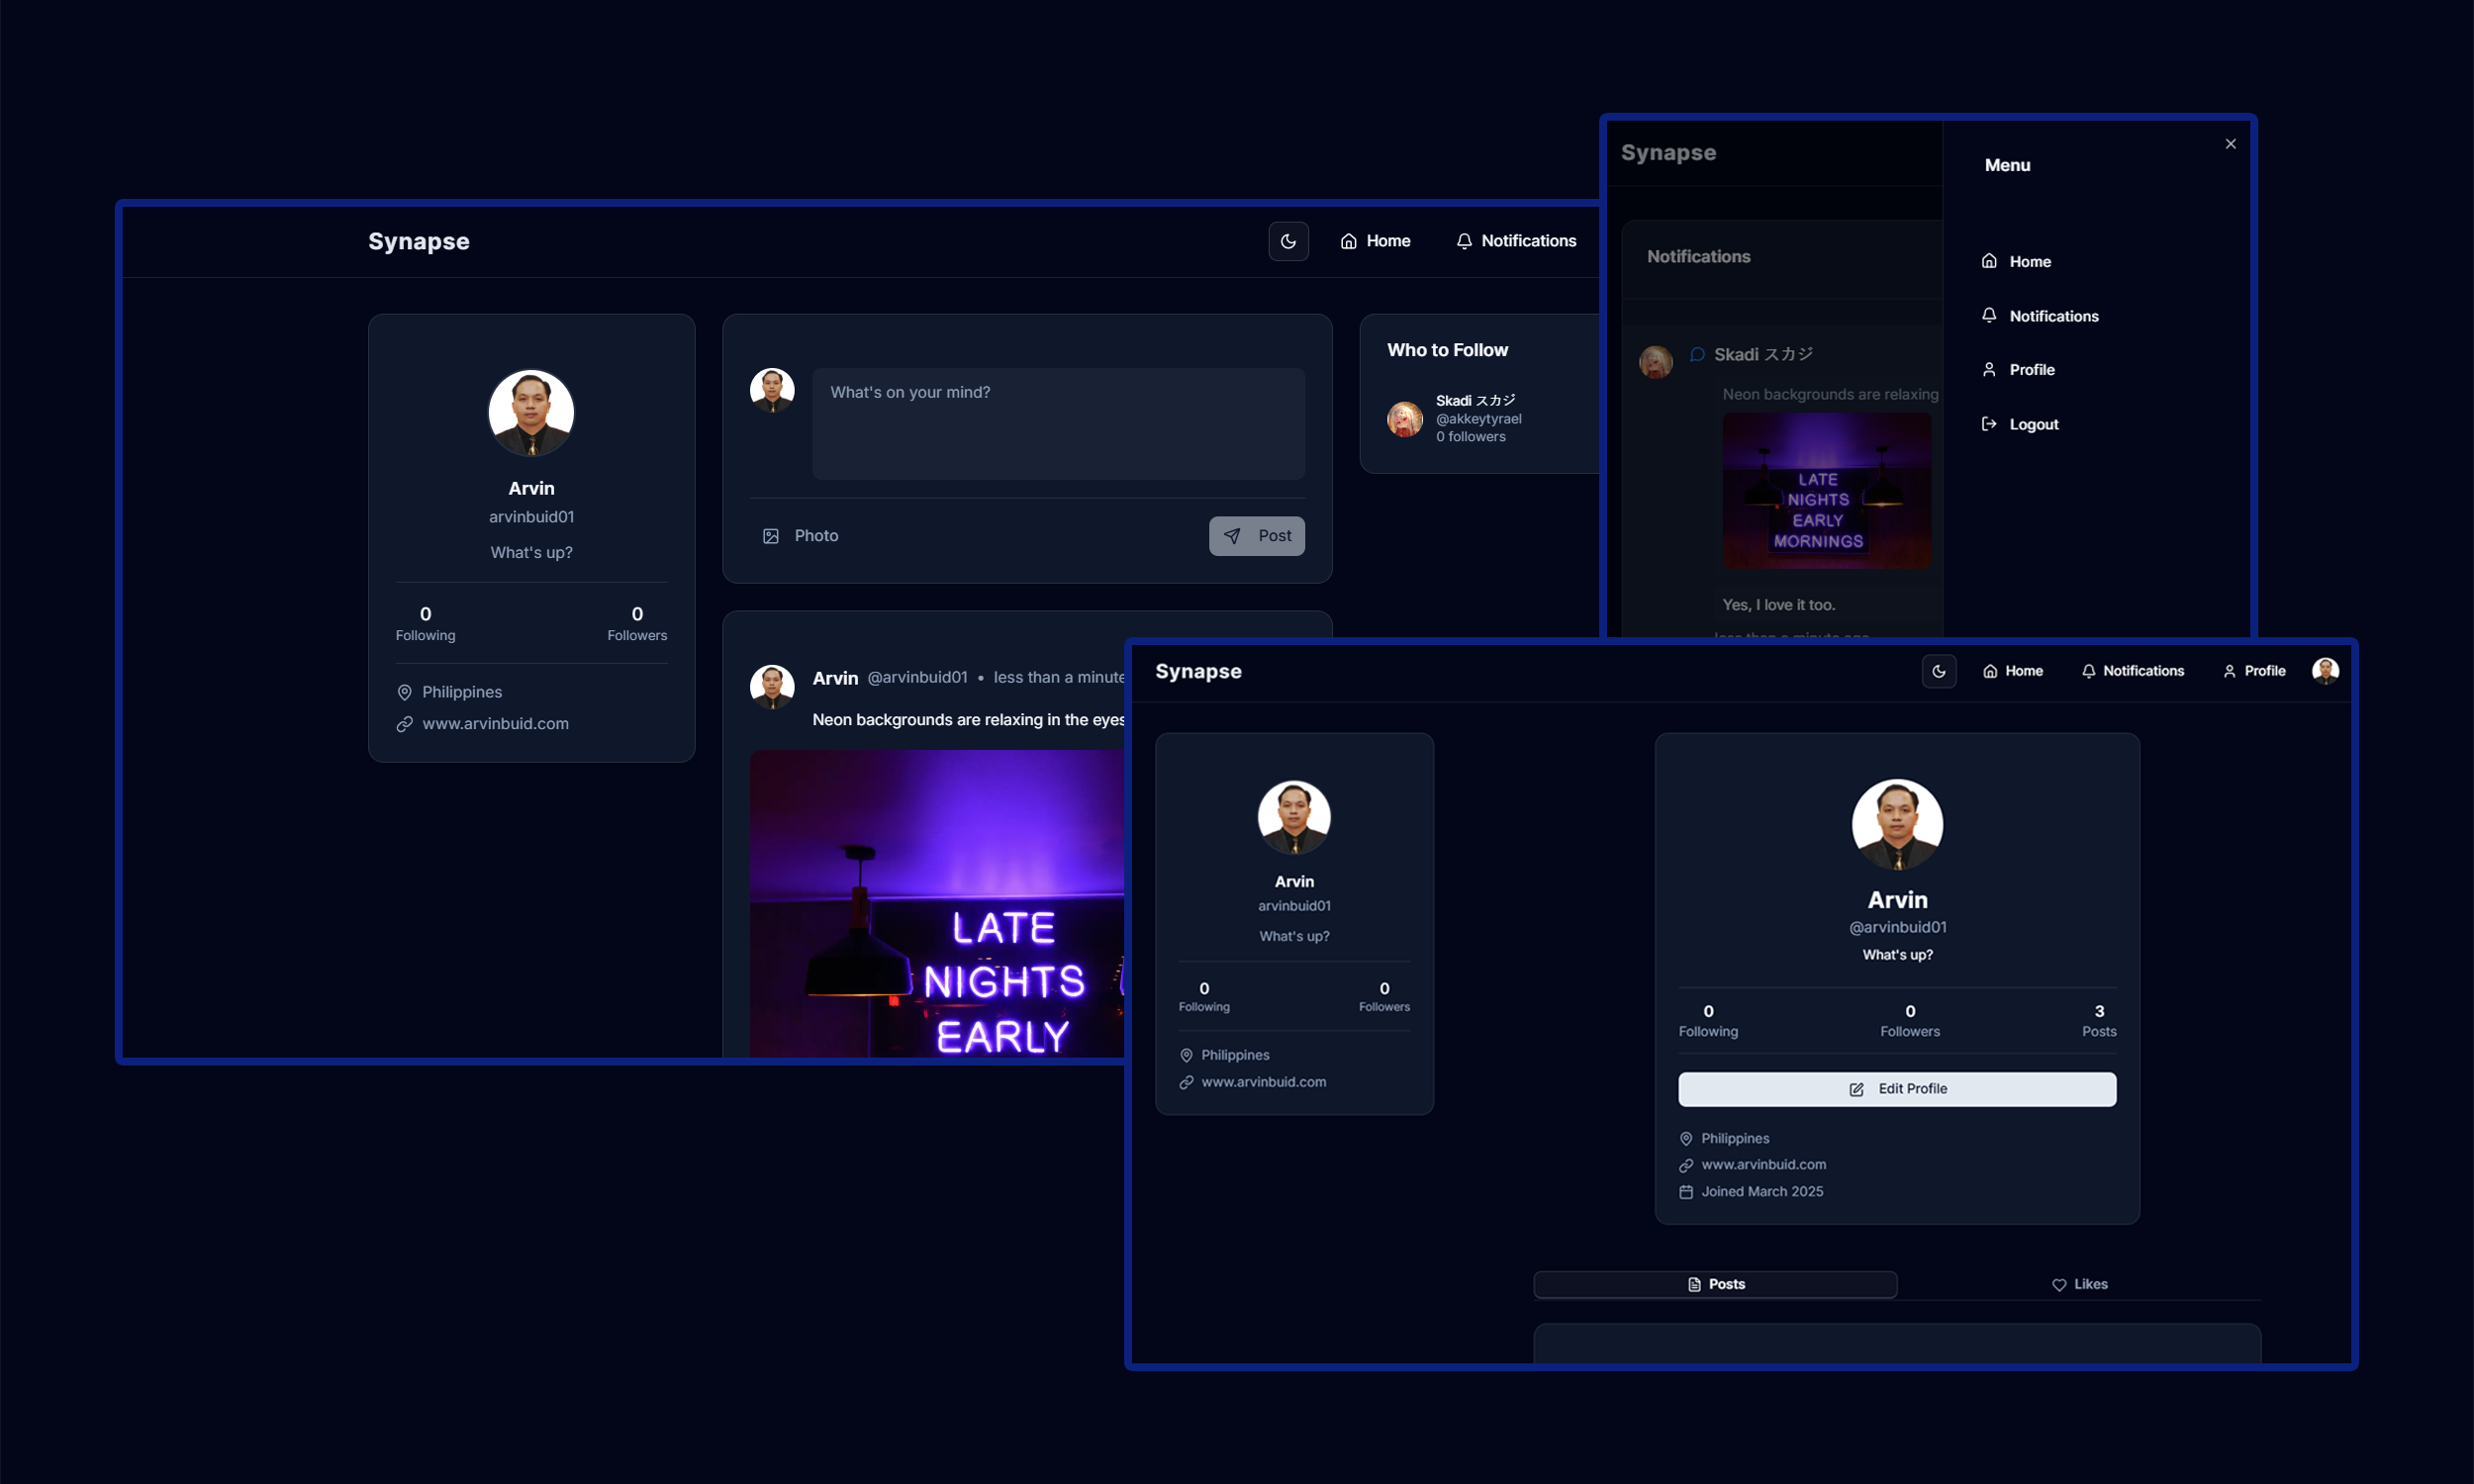 Synapse
Home
Notifications
Arvin
arvinbuid01
What's up?
0
Following
0
Followers
Philippines
www.arvinbuid.com
What's on your mind?
Photo
Post
Arvin @arvinbuid01 • less than a minute
Neon backgrounds are relaxing in the eyes
LATE
NIGHTS
EARLY
Who to Follow
Skadi スカジ
@akkeytyrael
0 followers
Synapse
Notifications
Skadi スカジ
Neon backgrounds are relaxing
LATE
NIGHTS
EARLY
MORNINGS
Yes, I love it too.
less than a minute ago
Menu
Home
Notifications
Profile
Logout
Synapse
Home
Notifications
Profile
Arvin
arvinbuid01
What's up?
0
Following
0
Followers
Philippines
www.arvinbuid.com
Arvin
@arvinbuid01
What's up?
0
Following
0
Followers
3
Posts
Edit Profile
Philippines
www.arvinbuid.com
Joined March 2025
Posts
Likes